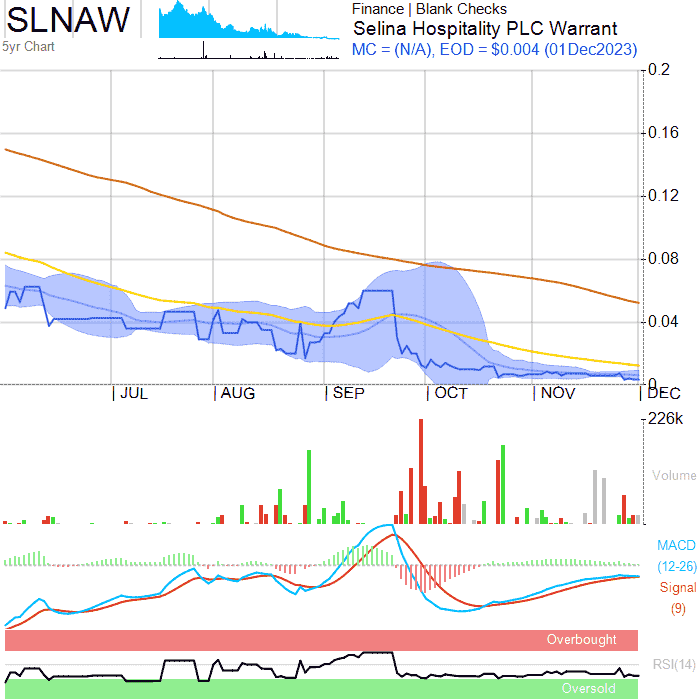 SLNAW
5yr Chart
Finance | Blank Checks
Selina Hospitality PLC Warrant
MC = (N/A), EOD = $0.004 (01Dec2023)
0.2
0.16
0.12
0.08
0.04
0
JUL AUG SEP OCT NOV DEC
226k
Volume
MACD
(12-26)
Signal
(9)
Overbought
RSI(14)
Oversold